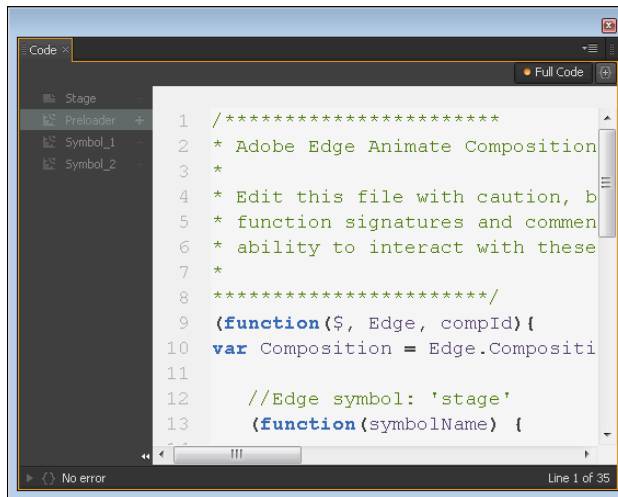 Code ×
Full Code
Stage
Preloader +
Symbol_1
Symbol_2
1 /***********************
2 * Adobe Edge Animate Composition
3 *
4 * Edit this file with caution, b
5 * function signatures and commen
6 * ability to interact with these
7 *
8 ***********************/
9 (function($, Edge, compId){
10 var Composition = Edge.Compositi
11
12 //Edge symbol: 'stage'
13 (function(symbolName) {
{} No error
Line 1 of 35